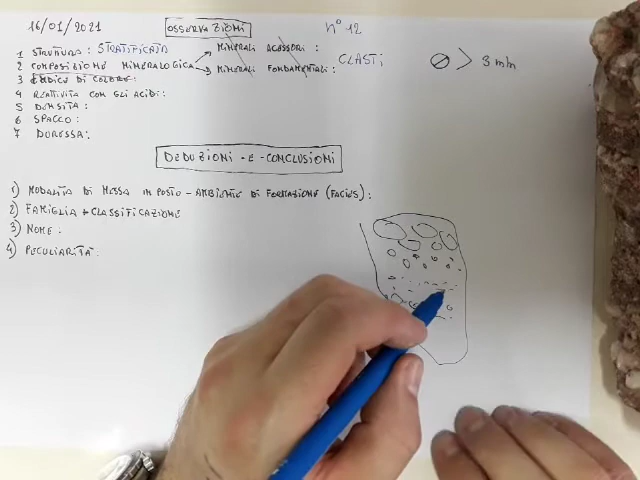 16/01/2021 OSSERVAZIONI n° 12
1 STRUTTURA: STRATIFICATA
2 COMPOSIZIONE MINERALOGICA
MINERALI ACESSORI:
MINERALI FONDAMENTALI: CLASTI
Ø > 3 mm
3 INDICE DI COLORE:
4 REATTIVITÀ CON GLI ACIDI:
5 DENSITÀ:
6 SPACCO:
7 DUREZZA:
DEDUZIONI - E - CONCLUSIONI
1) MODALITÀ DI MESSA IN POSTO - AMBIENTE DI FORMAZIONE (FACIES):
2) FAMIGLIA + CLASSIFICAZIONE
3) NOME:
4) PECULIARITÀ: